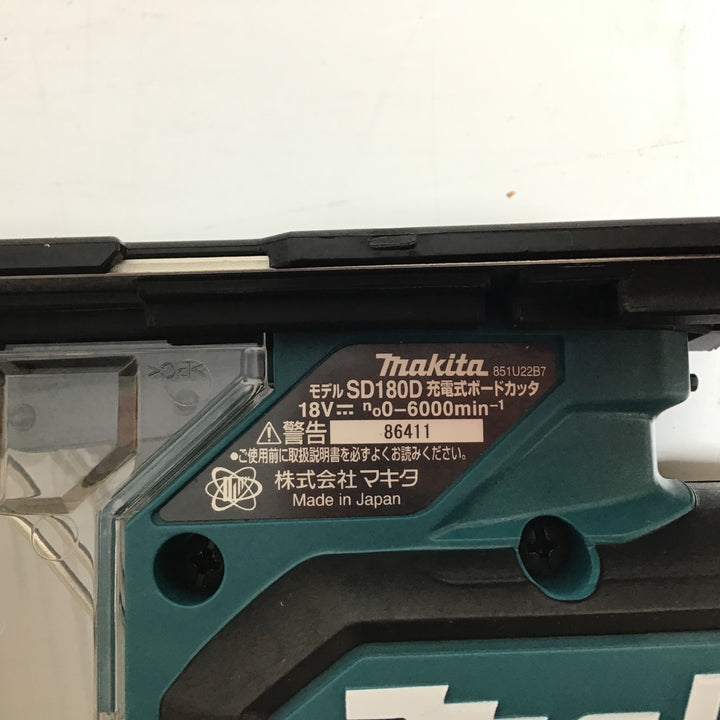 makita 851U22B7
モデル SD180D 充電式ボードカッタ
18V⎓ n₀0-6000min⁻¹
⚠警告 86411
●ご使用前に取扱説明書を必ずよくお読みください。
株式会社 マキタ
Made in Japan